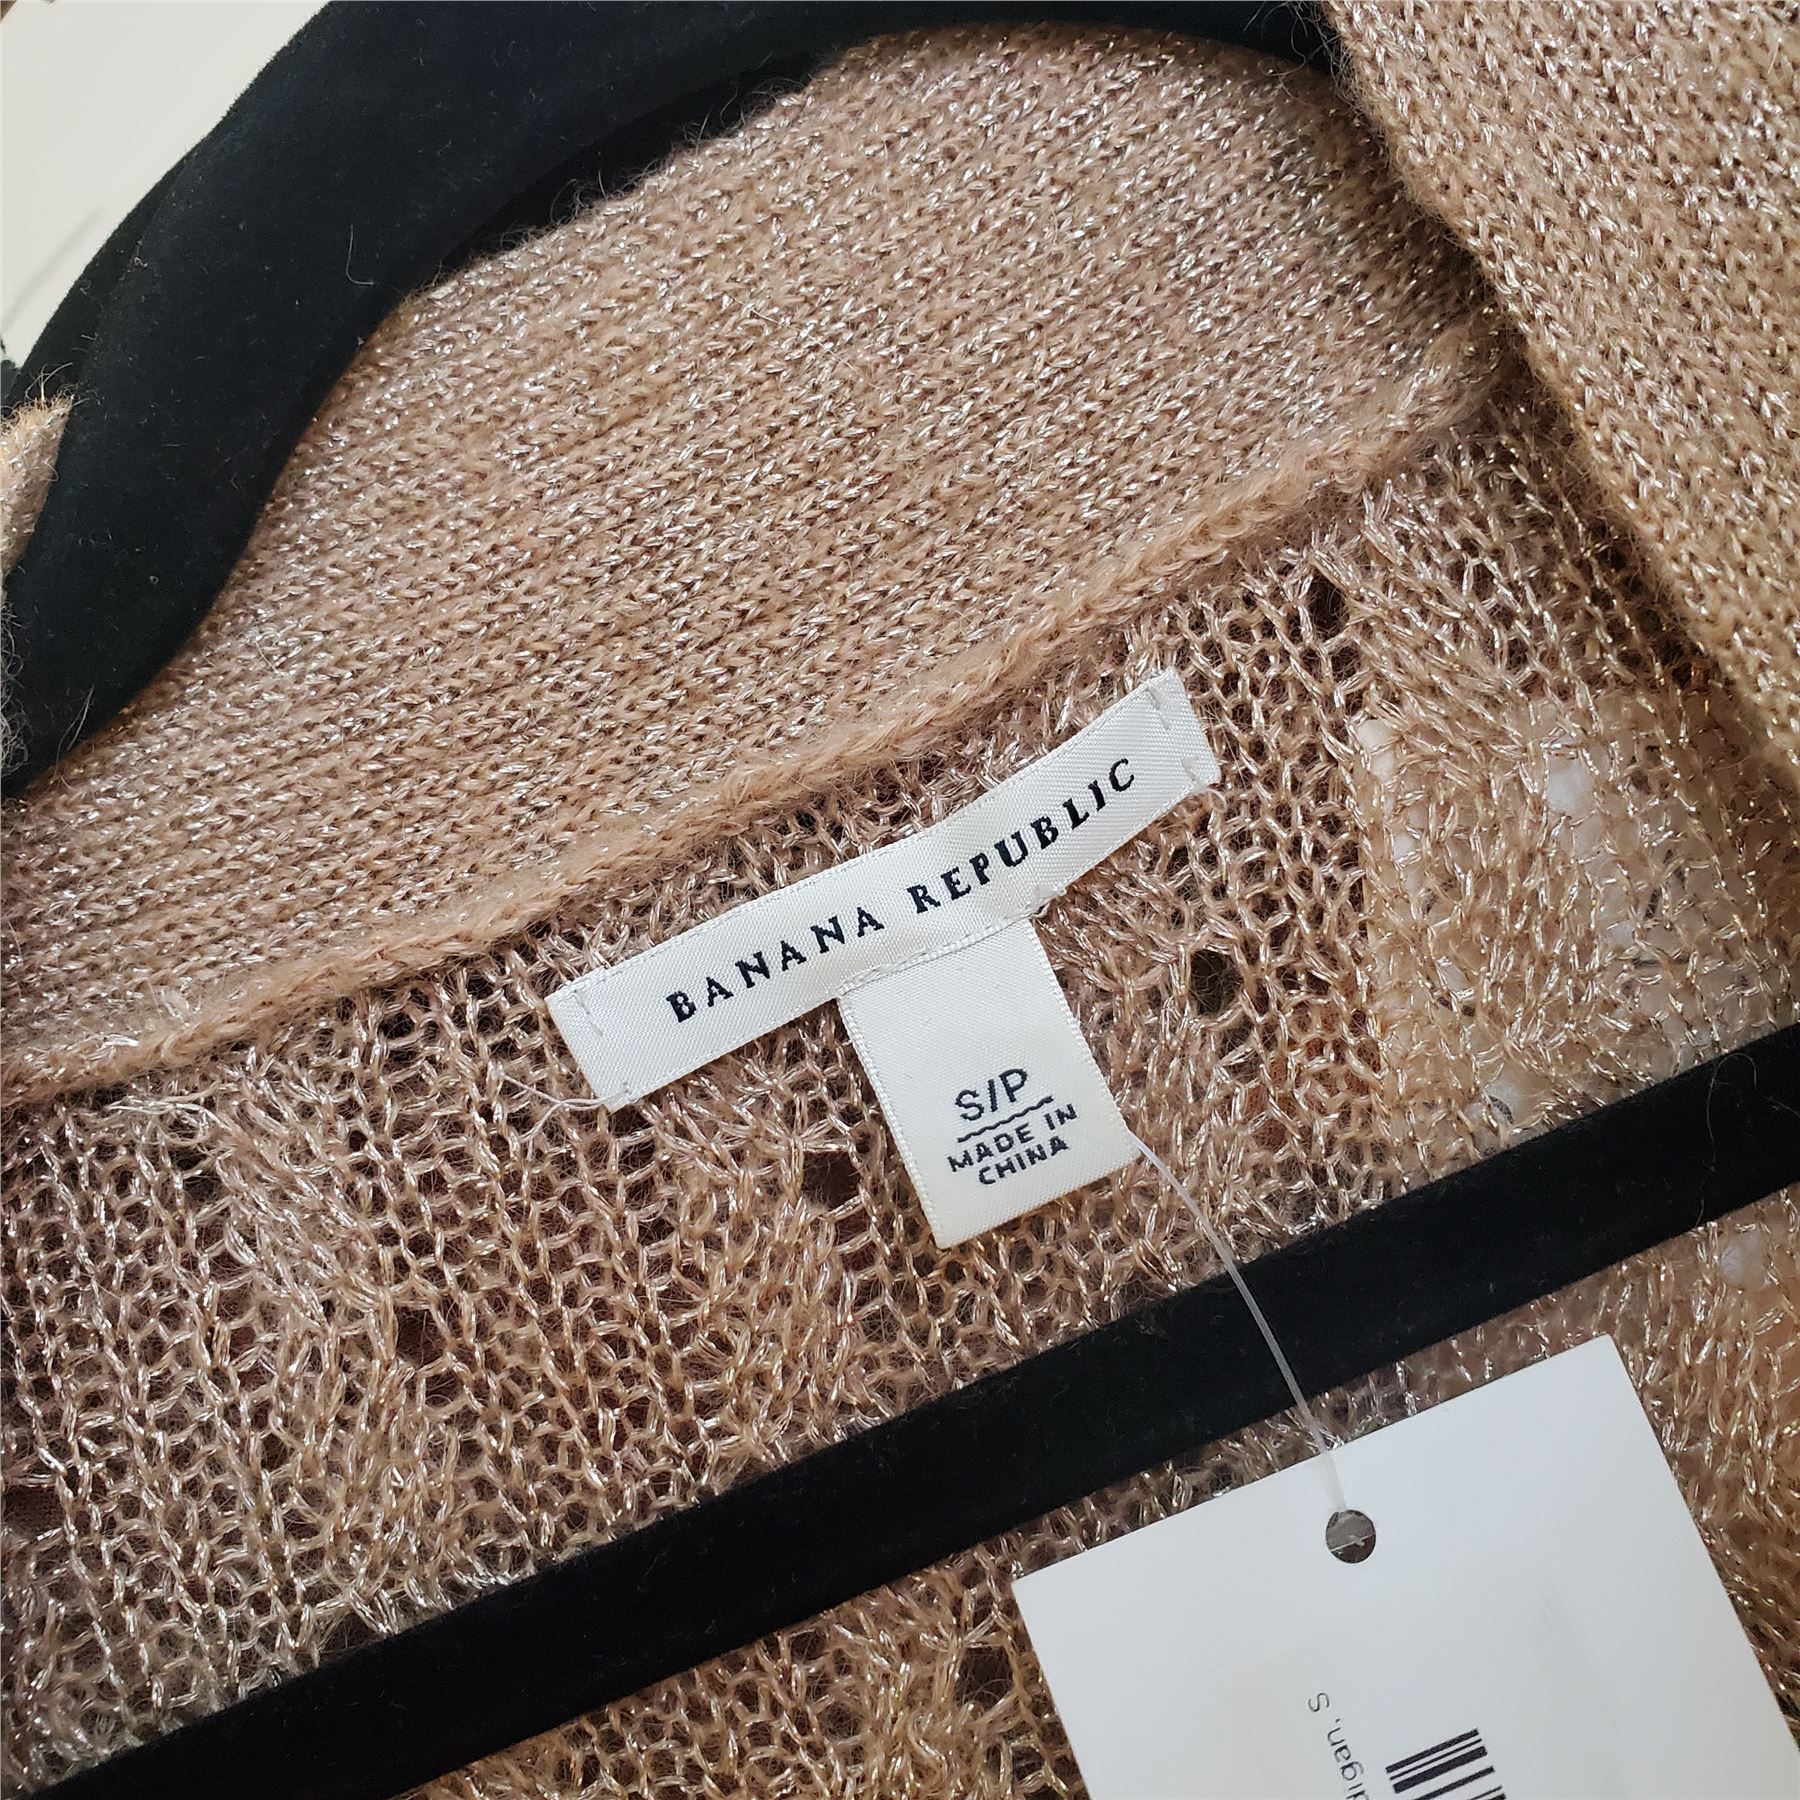 BANANA REPUBLIC
S/P
MADE IN
CHINA
S